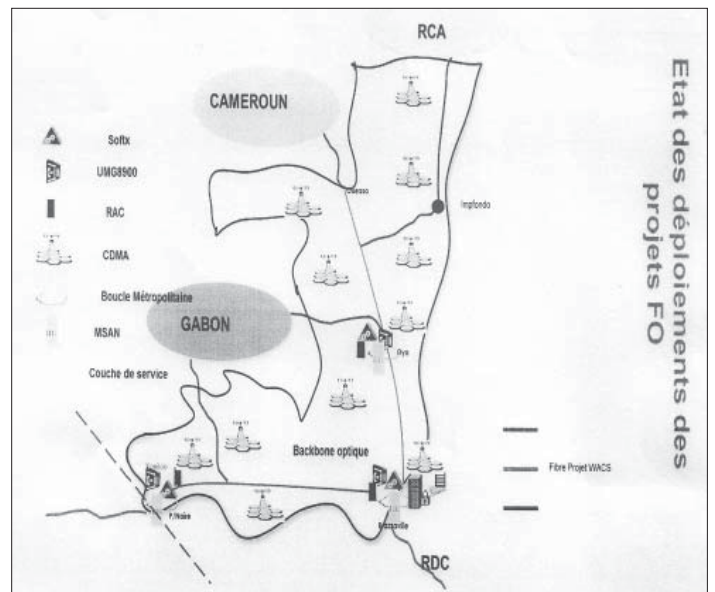 RCA
Etat des déploiements des
projets FO
CAMEROUN
Softx
UMG8900
RAC
Ouesso
Impfondo
CDMA
Boucle Métropolitaine
GABON
MSAN
Oyo
Couche de service
Backbone optique
Fibre Projet WACS
P/Noire
Brazzaville
RDC